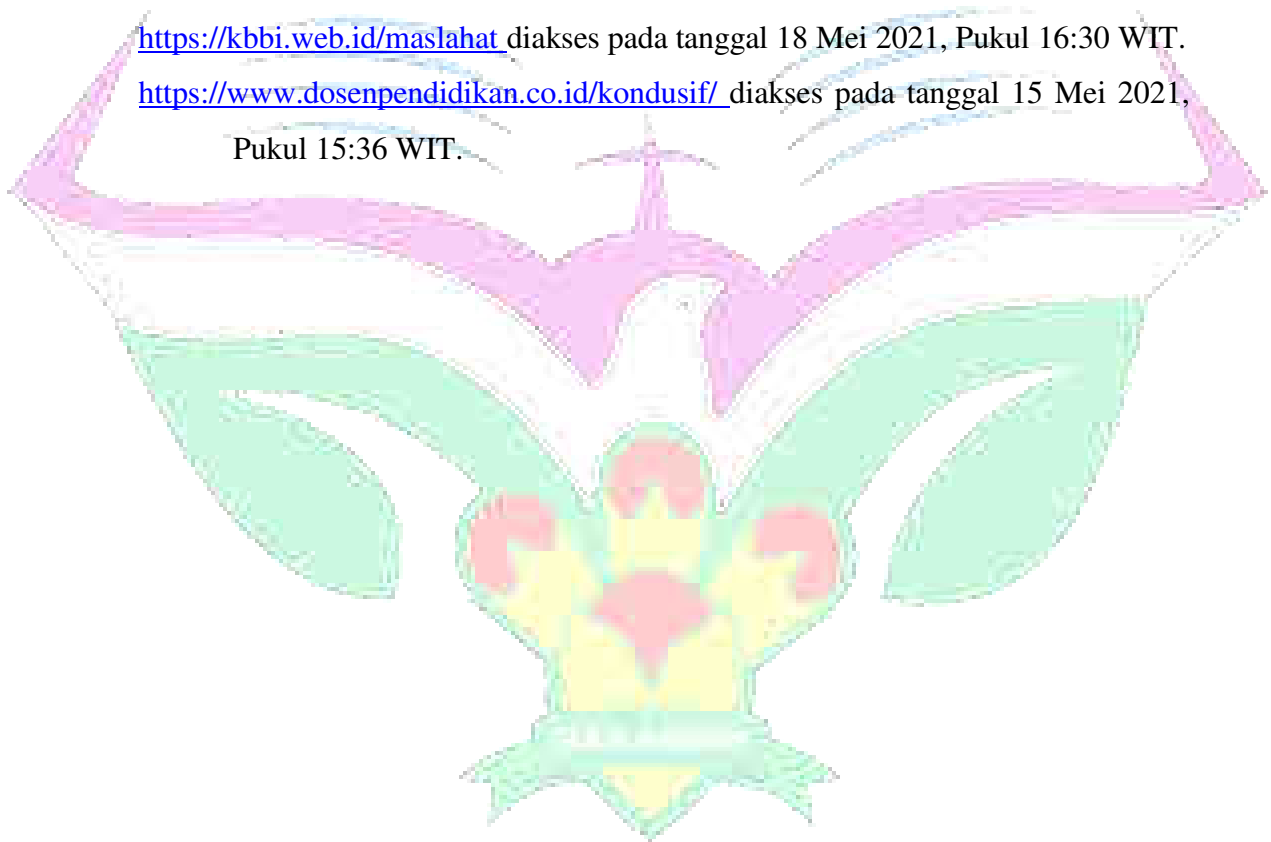 https://kbbi.web.id/maslahat diakses pada tanggal 18 Mei 2021, Pukul 16:30 WIT.
https://www.dosenpendidikan.co.id/kondusif/ diakses pada tanggal 15 Mei 2021,
Pukul 15:36 WIT.